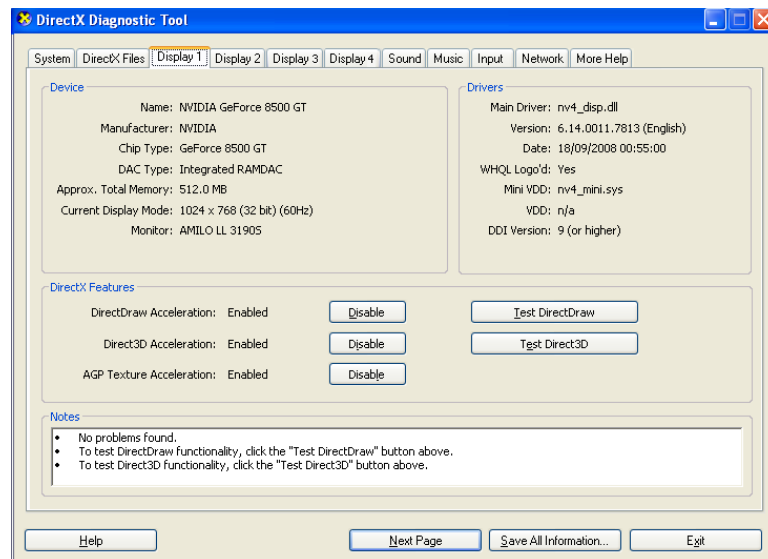 DirectX Diagnostic Tool
System DirectX Files Display 1 Display 2 Display 3 Display 4 Sound Music Input Network More Help
Device
Name: NVIDIA GeForce 8500 GT
Manufacturer: NVIDIA
Chip Type: GeForce 8500 GT
DAC Type: Integrated RAMDAC
Approx. Total Memory: 512.0 MB
Current Display Mode: 1024 x 768 (32 bit) (60Hz)
Monitor: AMILO LL 3190S
Drivers
Main Driver: nv4_disp.dll
Version: 6.14.0011.7813 (English)
Date: 18/09/2008 00:55:00
WHQL Logo'd: Yes
Mini VDD: nv4_mini.sys
VDD: n/a
DDI Version: 9 (or higher)
DirectX Features
DirectDraw Acceleration: Enabled Disable Test DirectDraw
Direct3D Acceleration: Enabled Disable Test Direct3D
AGP Texture Acceleration: Enabled Disable
Notes
• No problems found.
• To test DirectDraw functionality, click the "Test DirectDraw" button above.
• To test Direct3D functionality, click the "Test Direct3D" button above.
Help Next Page Save All Information... Exit